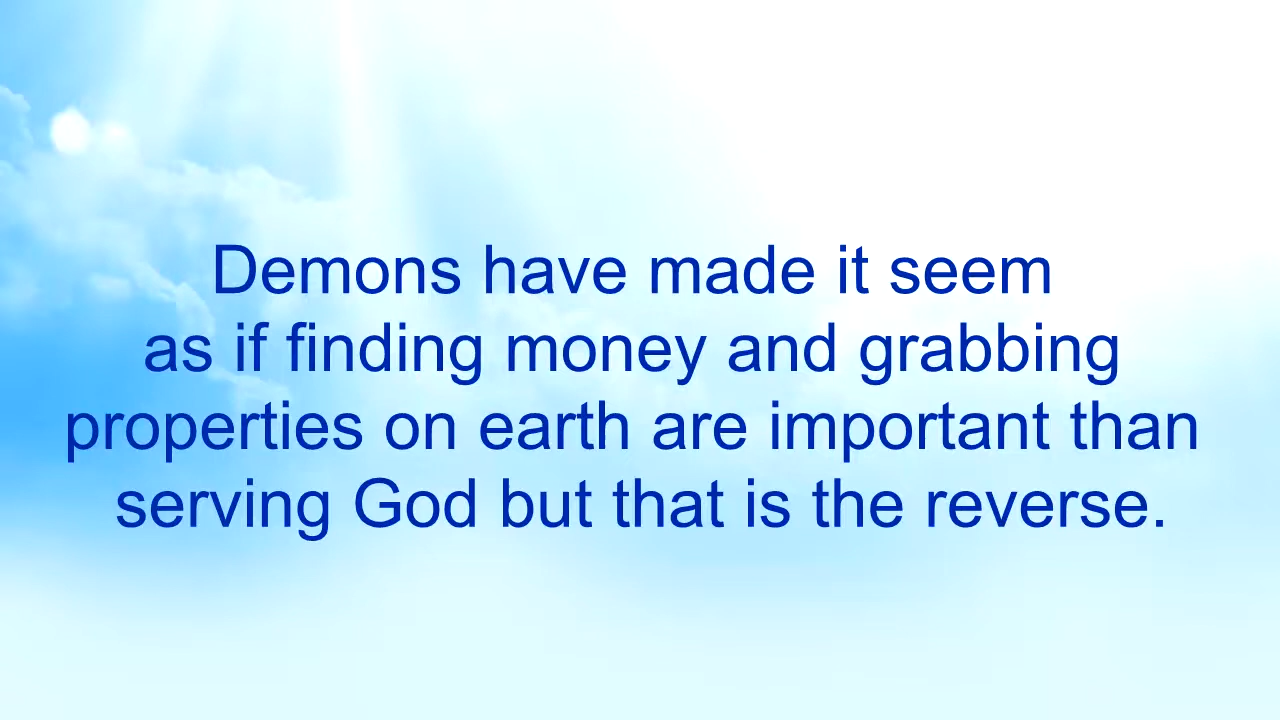 Demons have made it seem
as if finding money and grabbing
properties on earth are important than
serving God but that is the reverse.